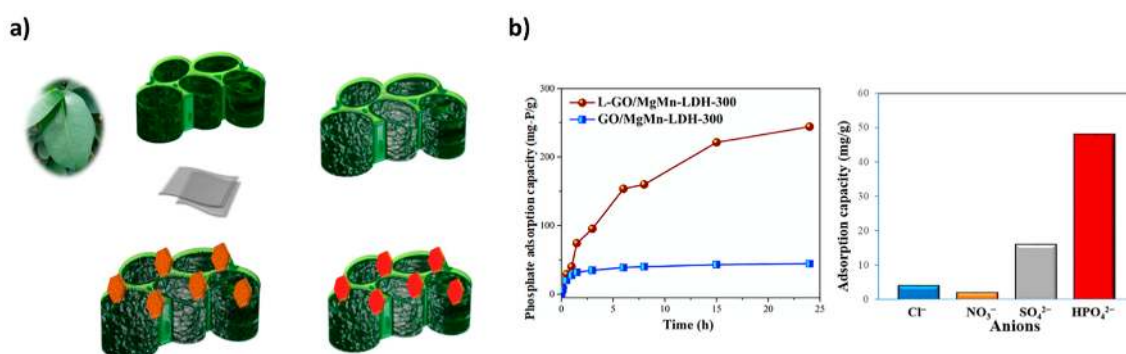 a)
b)
L-GO/MgMn-LDH-300
GO/MgMn-LDH-300
Phosphate adsorption capacity (mg-P/g)
300
200
100
0
0 5 10 15 20 25
Time (h)
Adsorption capacity (mg/g)
60
50
40
30
20
10
0
Cl⁻ NO₃⁻ SO₄²⁻ HPO₄²⁻
Anions